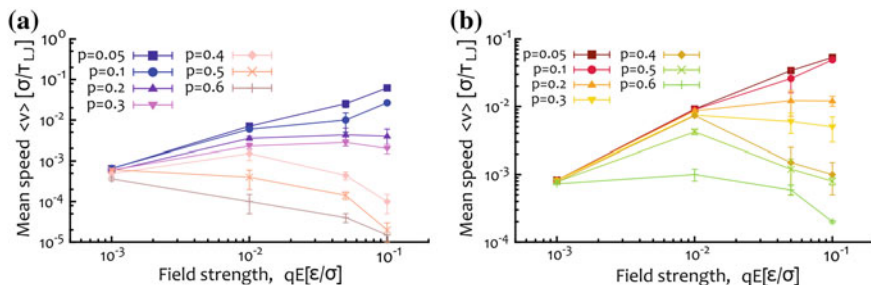 (a)
Mean speed <v> [σ/τ_LJ]
10^0
10^-1
10^-2
10^-3
10^-4
10^-5
p=0.05
p=0.1
p=0.2
p=0.3
p=0.4
p=0.5
p=0.6
10^-3
10^-2
10^-1
Field strength, qE[ε/σ]
(b)
Mean speed <v> [σ/τ_LJ]
10^-1
10^-2
10^-3
10^-4
p=0.05
p=0.1
p=0.2
p=0.3
p=0.4
p=0.5
p=0.6
10^-3
10^-2
10^-1
Field strength, qE[ε/σ]